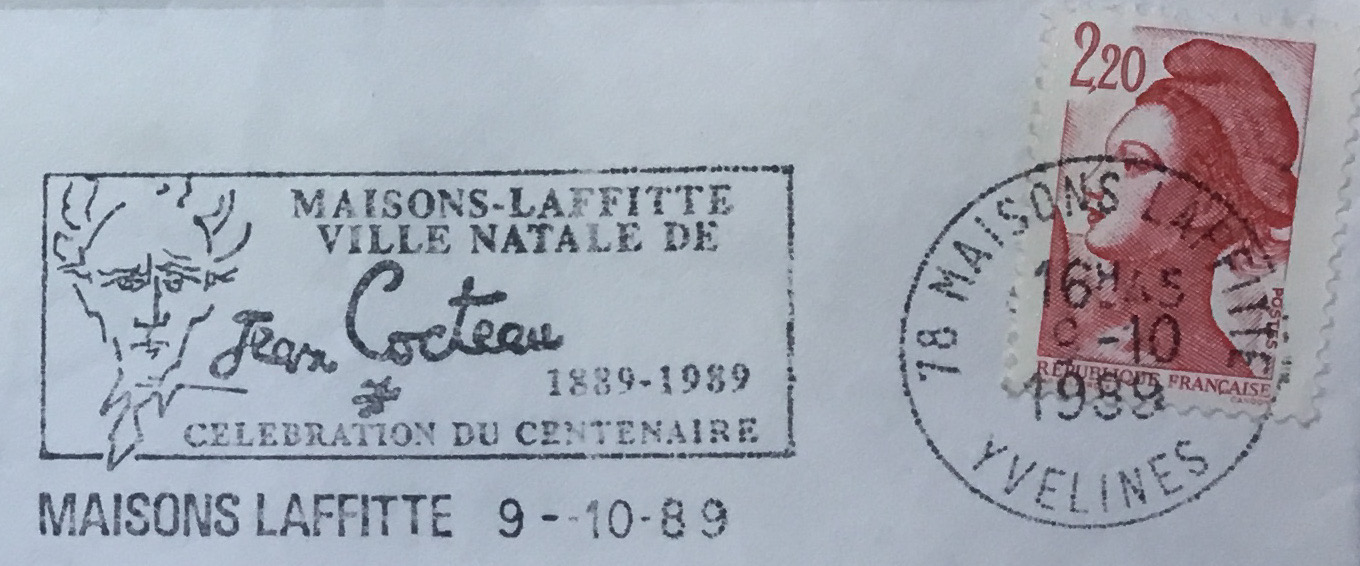 MAISONS-LAFFITTE
VILLE NATALE DE
Jean Cocteau
1889-1989
CELEBRATION DU CENTENAIRE
MAISONS LAFFITTE 9--10-89
2,20
POSTES
RÉPUBLIQUE FRANÇAISE
78 MAISONS LAFFITTE
16H45
9 -10
1989
YVELINES